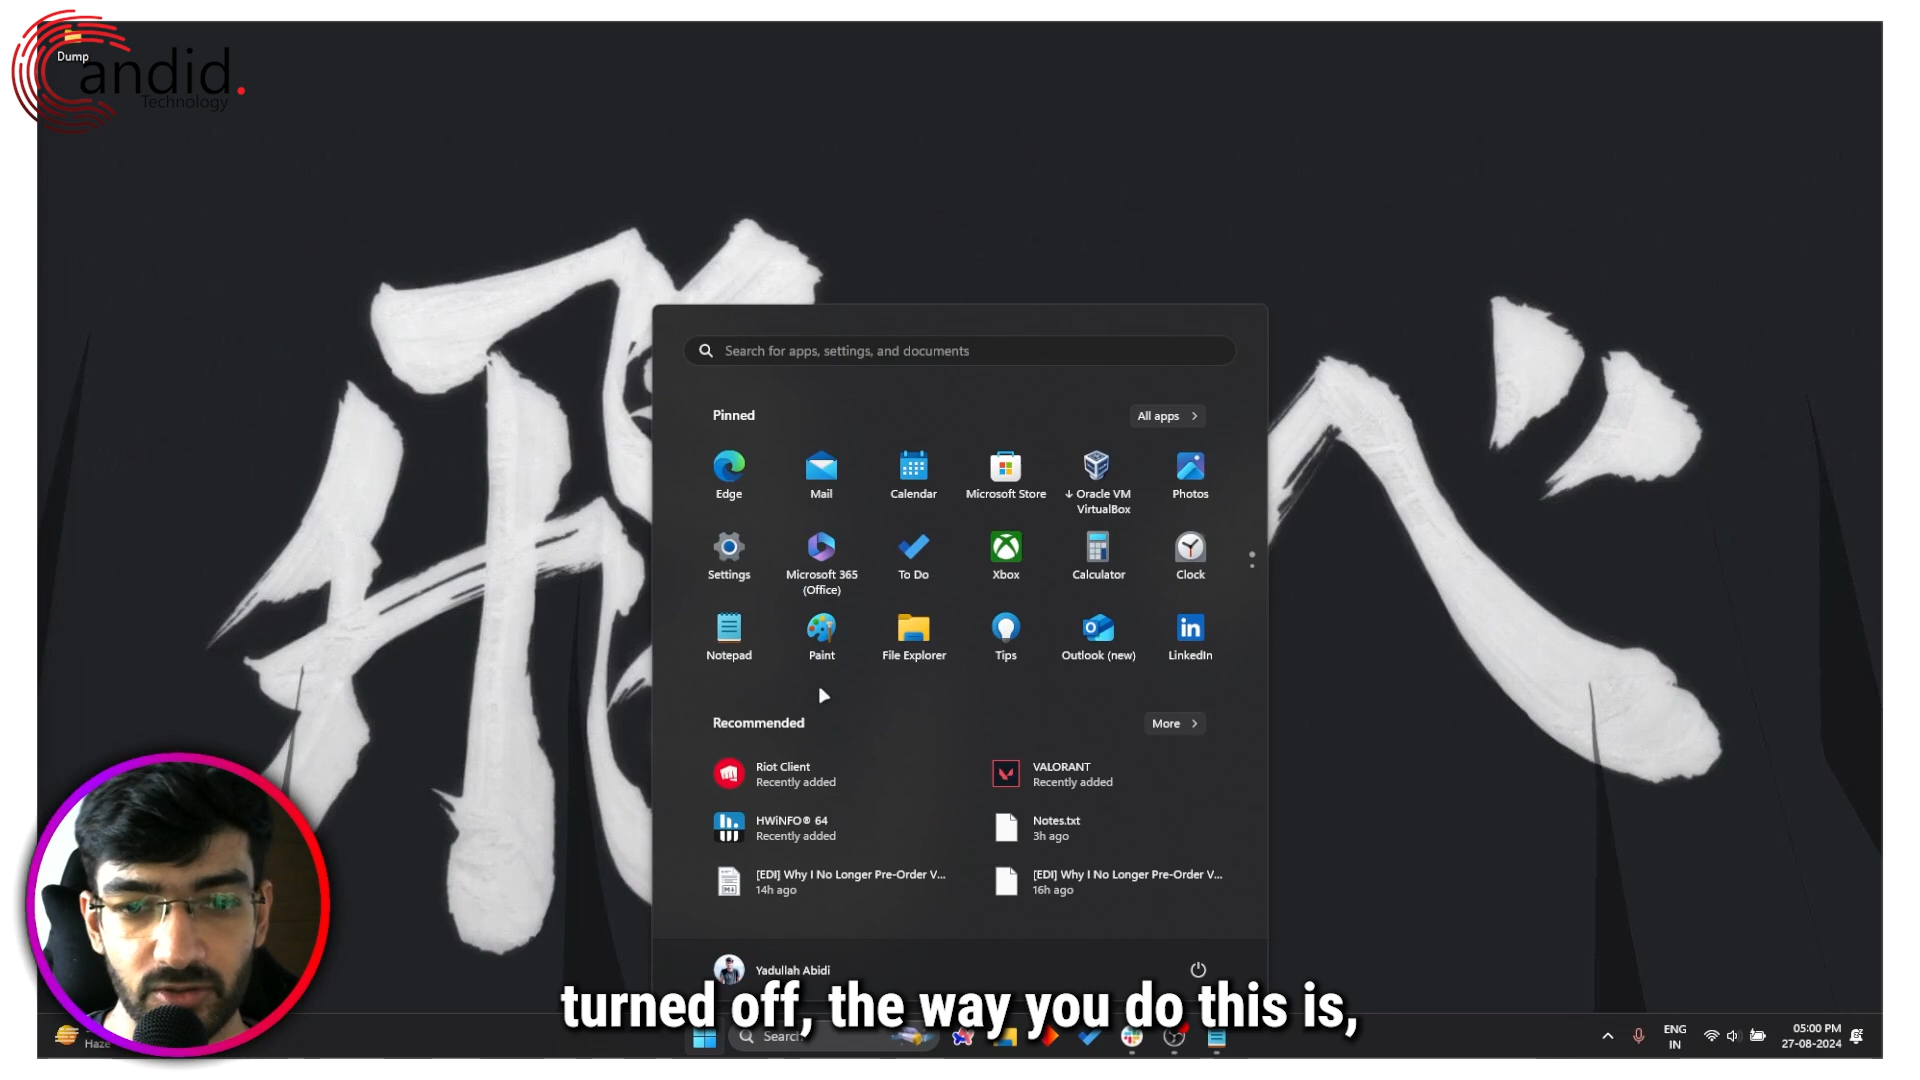 Dump
andid.
Technology
Search for apps, settings, and documents
Pinned
All apps
Edge
Mail
Calendar
Microsoft Store
Oracle VM
VirtualBox
Photos
Settings
Microsoft 365
(Office)
To Do
Xbox
Calculator
Clock
Notepad
Paint
File Explorer
Tips
Outlook (new)
LinkedIn
Recommended
More
Riot Client
Recently added
VALORANT
Recently added
HWiNFO® 64
Recently added
Notes.txt
3h ago
[EDI] Why I No Longer Pre-Order V...
14h ago
[EDI] Why I No Longer Pre-Order V...
16h ago
Yadullah Abidi
turned off, the way you do this is,
Haze
Search
ENG
IN
05:00 PM
27-08-2024